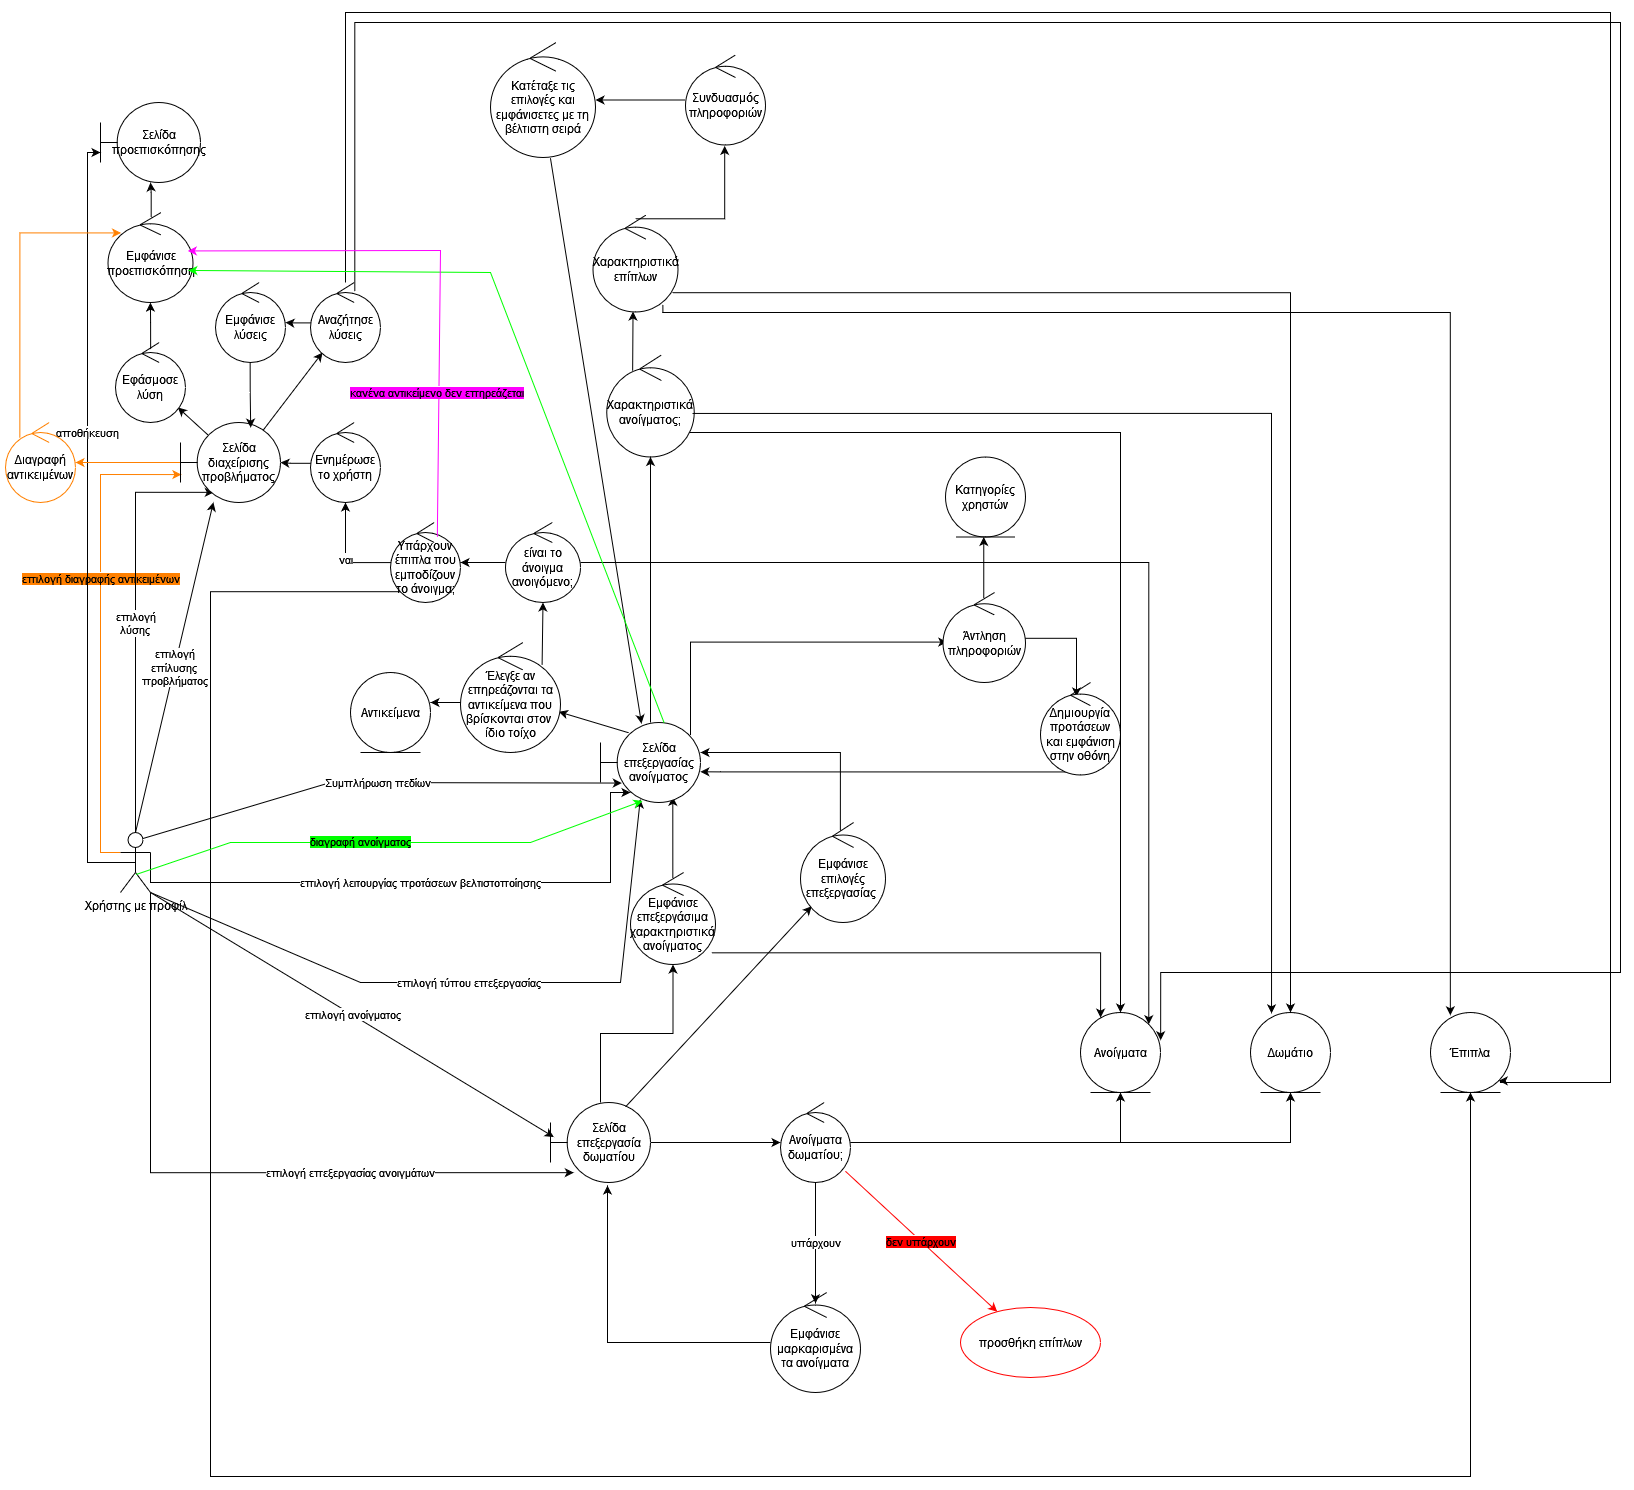 Κατέταξε τις
επιλογές και
εμφάνισετες με τη
βέλτιστη σειρά
Συνδυασμός
πληροφοριών
Σελίδα
προεπισκόπησης
Εμφάνισε
προεπισκόπηση
Χαρακτηριστικά
επίπλων
Εμφάνισε
λύσεις
Αναζήτησε
λύσεις
Εφάσμοσε
λύση
κανένα αντικείμενο δεν επηρεάζεται
Χαρακτηριστικά
ανοίγματος;
αποθήκευση
Διαγραφή
αντικειμένων
Σελίδα
διαχείρισης
προβλήματος
Ενημέρωσε
το χρήστη
Κατηγορίες
χρηστών
Υπάρχουν
έπιπλα που
εμποδίζουν
το άνοιγμα;
είναι το
άνοιγμα
ανοιγόμενο;
ναι
επιλογή διαγραφής αντικειμένων
επιλογή
λύσης
επιλογή
επίλυσης
προβλήματος
Άντληση
πληροφοριών
Αντικείμενα
Έλεγξε αν
επηρεάζονται τα
αντικείμενα που
βρίσκονται στον
ίδιο τοίχο
Δημιουργία
προτάσεων
και εμφάνιση
στην οθόνη
Σελίδα
επεξεργασίας
ανοίγματος
Συμπλήρωση πεδίων
διαγραφή ανοίγματος
επιλογή λειτουργίας προτάσεων βελτιστοποίησης
Χρήστης με προφίλ
Εμφάνισε
επιλογές
επεξεργασίας
Εμφάνισε
επεξεργάσιμα
χαρακτηριστικά
ανοίγματος
επιλογή τύπου επεξεργασίας
επιλογή ανοίγματος
Ανοίγματα
Δωμάτιο
Έπιπλα
Σελίδα
επεξεργασία
δωματίου
Ανοίγματα
δωματίου;
επιλογή επεξεργασίας ανοιγμάτων
υπάρχουν
δεν υπαρχουν
Εμφάνισε
μαρκαρισμένα
τα ανοίγματα
προσθήκη επίπλων